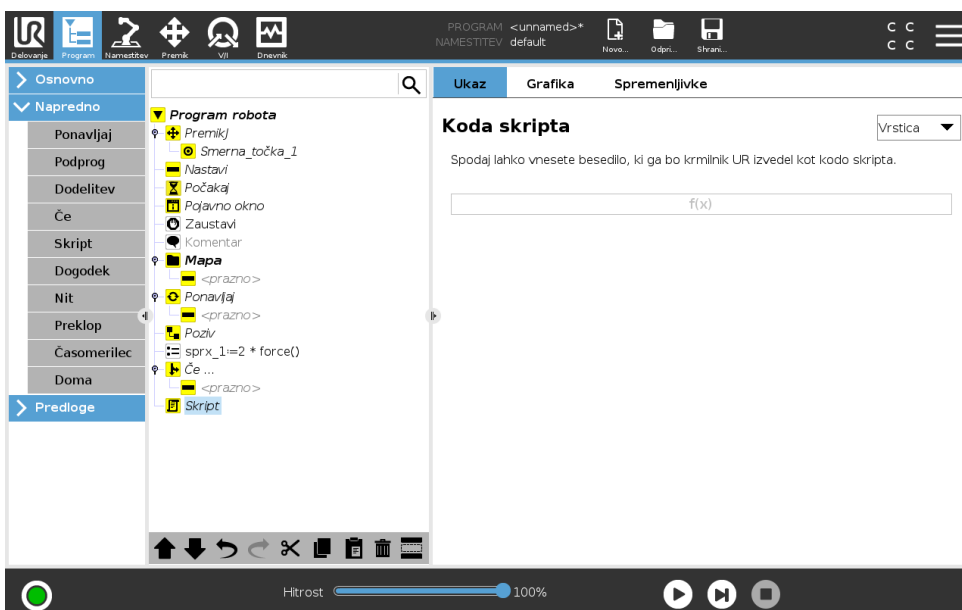 PROGRAM <unnamed>*
NAMESTITEV default
Delovanje Program Namestitev Premik V/I Dnevnik
Novo... Odpri... Shrani...
C C
C C
Osnovno
Napredno
Ponavljaj
Podprog
Dodelitev
Če
Skript
Dogodek
Nit
Preklop
Časomerilec
Doma
Predloge
Program robota
PremikJ
Smerna_točka_1
Nastavi
Počakaj
Pojavno okno
Zaustavi
Komentar
Mapa
<prazno>
Ponavljaj
<prazno>
Poziv
sprx_1≔2 * force()
Če ...
<prazno>
Skript
Ukaz Grafika Spremenljivke
Koda skripta
Vrstica
Spodaj lahko vnesete besedilo, ki ga bo krmilnik UR izvedel kot kodo skripta.
f(x)
Hitrost 100%